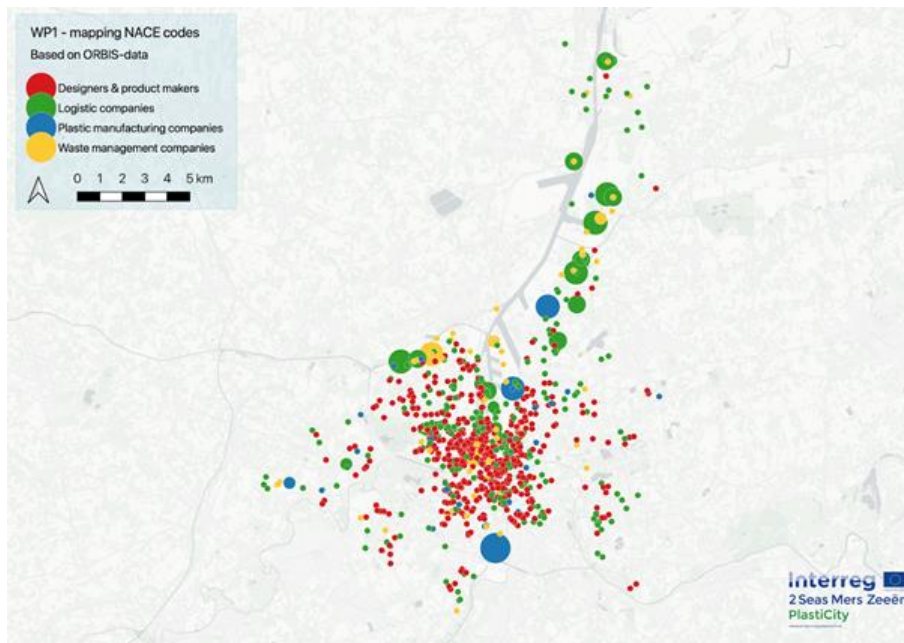 WP1 - mapping NACE codes
Based on ORBIS-data
Designers & product makers
Logistic companies
Plastic manufacturing companies
Waste management companies
0 1 2 3 4 5 km
Interreg
2 Seas Mers Zeeën
PlastiCity